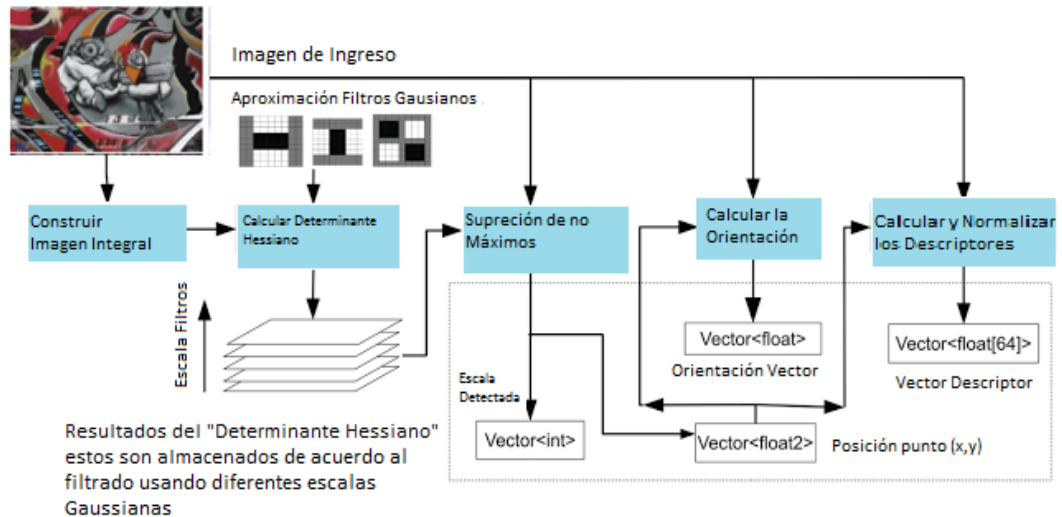 Imagen de Ingreso
Aproximación Filtros Gausianos
Construir
Imagen Integral
Calcular Determinante
Hessiano
Supreción de no
Máximos
Calcular la
Orientación
Calcular y Normalizar
los Descriptores
Escala Filtros
Vector<float>
Orientación Vector
Vector<float[64]>
Vector Descriptor
Escala
Detectada
Vector<int>
Vector<float2>
Posición punto (x,y)
Resultados del "Determinante Hessiano"
estos son almacenados de acuerdo al
filtrado usando diferentes escalas
Gaussianas